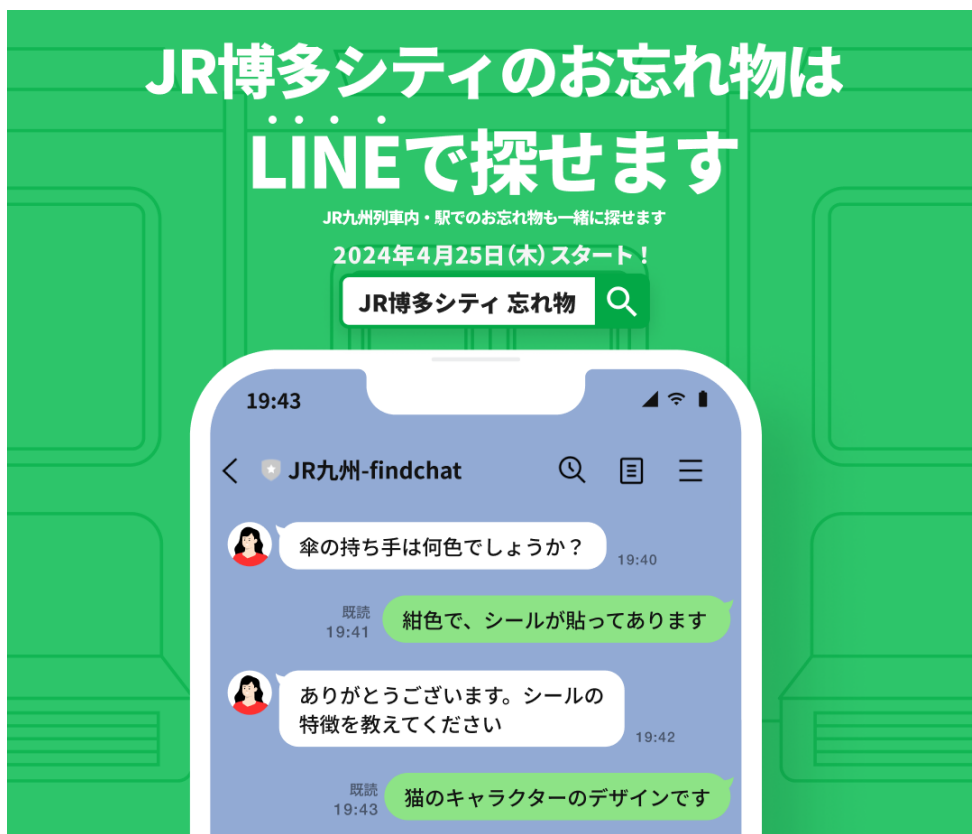 JR博多シティのお忘れ物は
LINEで探せます
JR九州列車内・駅でのお忘れ物も一緒に探せます
2024年4月25日(木)スタート！
JR博多シティ 忘れ物
19:43
JR九州-findchat
傘の持ち手は何色でしょうか？
19:40
既読
19:41
紺色で、シールが貼ってあります
ありがとうございます。シールの
特徴を教えてください
19:42
既読
19:43
猫のキャラクターのデザインです